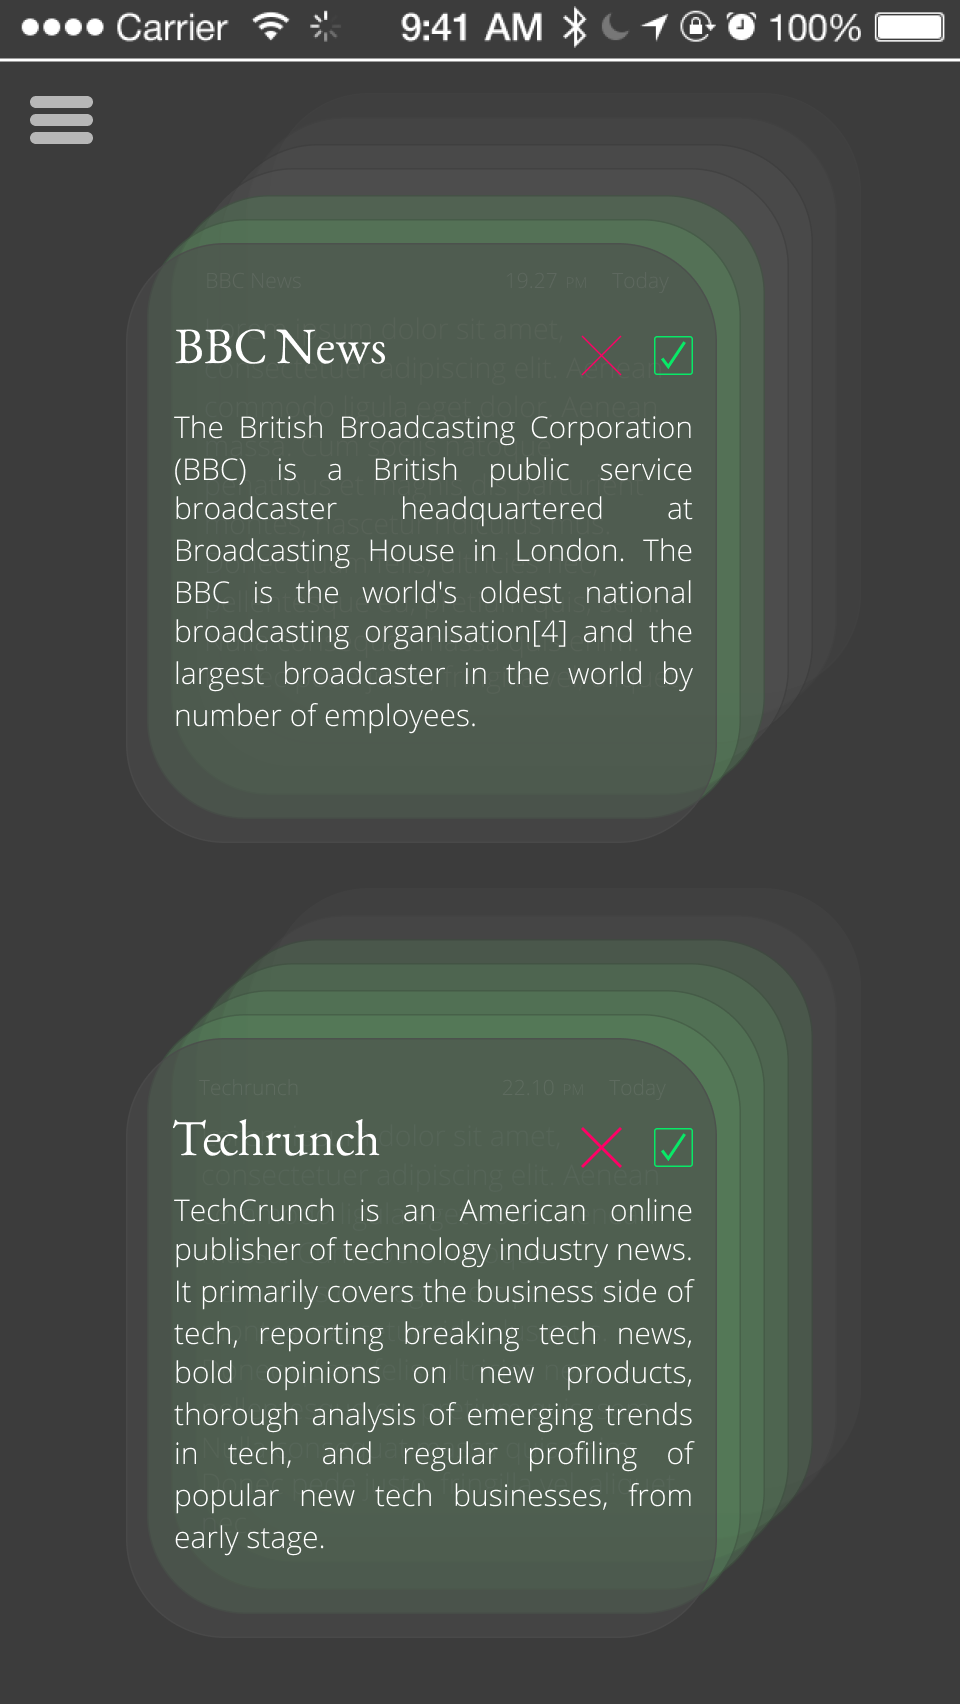 Carrier 9:41 AM 100%
BBC News 19.27 PM Today
BBC News
The British Broadcasting Corporation
(BBC) is a British public service
broadcaster headquartered at
Broadcasting House in London. The
BBC is the world's oldest national
broadcasting organisation[4] and the
largest broadcaster in the world by
number of employees.
Techrunch 22.10 PM Today
Techrunch
TechCrunch is an American online
publisher of technology industry news.
It primarily covers the business side of
tech, reporting breaking tech news,
bold opinions on new products,
thorough analysis of emerging trends
in tech, and regular profiling of
popular new tech businesses, from
early stage.